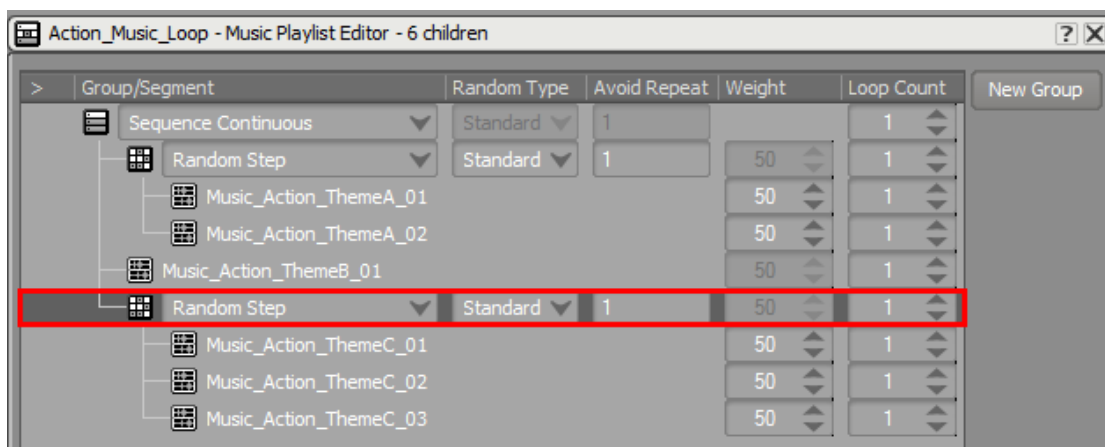 Action_Music_Loop - Music Playlist Editor - 6 children ? X
> Group/Segment Random Type Avoid Repeat Weight Loop Count New Group
Sequence Continuous Standard 1 1
Random Step Standard 1 50 1
Music_Action_ThemeA_01 50 1
Music_Action_ThemeA_02 50 1
Music_Action_ThemeB_01 50 1
Random Step Standard 1 50 1
Music_Action_ThemeC_01 50 1
Music_Action_ThemeC_02 50 1
Music_Action_ThemeC_03 50 1